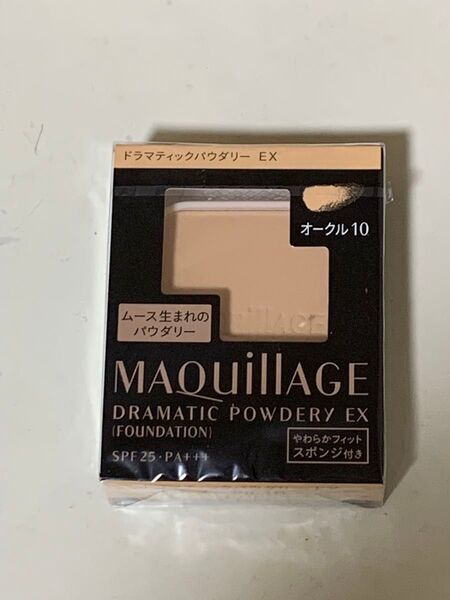 ドラマティックパウダリー EX
オークル10
ムース生まれの
パウダリー
MAQuillAGE
DRAMATIC POWDERY EX
(FOUNDATION)
SPF25・PA+++
やわらかフィット
スポンジ付き